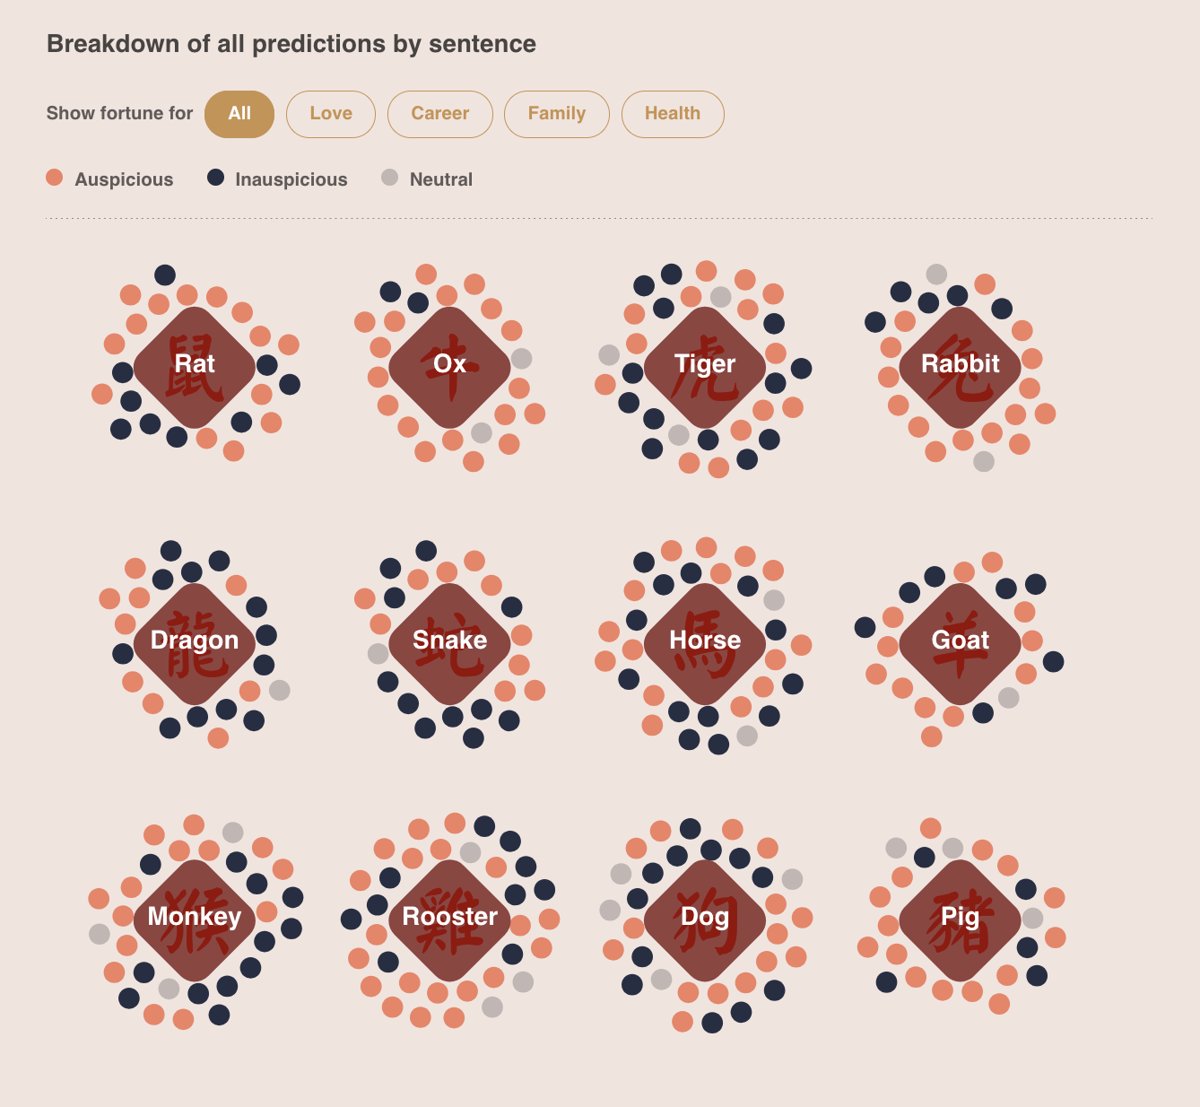 Breakdown of all predictions by sentence
Show fortune for All Love Career Family Health
Auspicious Inauspicious Neutral
鼠 Rat
牛 Ox
虎 Tiger
兔 Rabbit
龍 Dragon
蛇 Snake
馬 Horse
羊 Goat
猴 Monkey
雞 Rooster
狗 Dog
豬 Pig